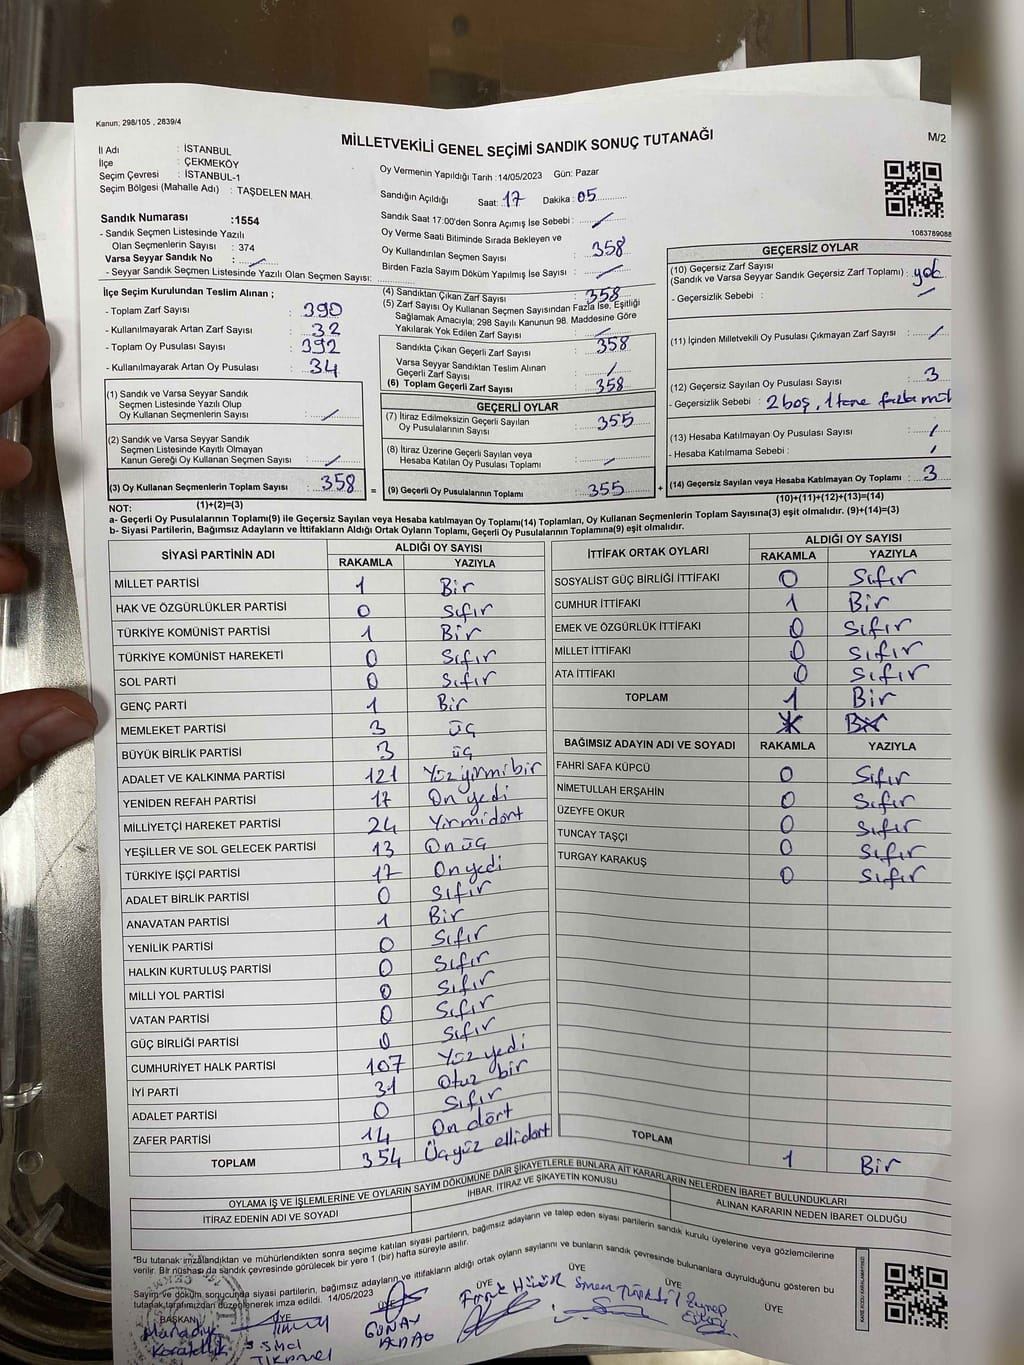 Kanun, 298/105 , 2839/4
MİLLETVEKİLİ GENEL SEÇİMİ SANDIK SONUÇ TUTANAĞI
M/2
İl Adı : İSTANBUL
İlçe : ÇEKMEKÖY
Seçim Çevresi : İSTANBUL-1
Seçim Bölgesi (Mahalle Adı) : TAŞDELEN MAH.
Sandık Numarası :1554
- Sandık Seçmen Listesinde Yazılı
Olan Seçmenlerin Sayısı : 374
Varsa Seyyar Sandık No :
- Seyyar Sandık Seçmen Listesinde Yazılı Olan Seçmen Sayısı:
Oy Vermenin Yapıldığı Tarih : 14/05/2023 Gün: Pazar
Sandığın Açıldığı Saat: 17 Dakika : 05
Sandık Saat 17:00'den Sonra Açımış İse Sebebi :
Oy Verme Saati Bitiminde Sırada Bekleyen ve
Oy Kullandırılan Seçmen Sayısı : 358
Birden Fazla Sayım Döküm Yapılmış İse Sayısı :
1083789088
İlçe Seçim Kurulundan Teslim Alınan ;
- Toplam Zarf Sayısı : 390
- Kullanılmayarak Artan Zarf Sayısı : 32
- Toplam Oy Pusulası Sayısı : 392
- Kullanılmayarak Artan Oy Pusulası : 34
(1) Sandık ve Varsa Seyyar Sandık
Seçmen Listesinde Yazılı Olup
Oy Kullanan Seçmenlerin Sayısı :
(2) Sandık ve Varsa Seyyar Sandık
Seçmen Listesinde Kayıtlı Olmayan
Kanun Gereği Oy Kullanan Seçmen Sayısı :
(3) Oy Kullanan Seçmenlerin Toplam Sayısı : 358
(1)+(2)=(3)
(4) Sandıktan Çıkan Zarf Sayısı : 358
(5) Zarf Sayısı Oy Kullanan Seçmen Sayısından Fazla İse, Eşitliği
Sağlamak Amacıyla; 298 Sayılı Kanunun 98. Maddesine Göre
Yakılarak Yok Edilen Zarf Sayısı :
Sandıkta Çıkan Geçerli Zarf Sayısı : 358
Varsa Seyyar Sandıktan Teslim Alınan
Geçerli Zarf Sayısı :
(6) Toplam Geçerli Zarf Sayısı : 358
GEÇERLİ OYLAR
(7) İtiraz Edilmeksizin Geçerli Sayılan
Oy Pusulalarının Sayısı : 355
(8) İtiraz Üzerine Geçerli Sayılan veya
Hesaba Katılan Oy Pusulası Toplamı :
= (9) Geçerli Oy Pusulalarının Toplamı : 355 +
GEÇERSİZ OYLAR
(10) Geçersiz Zarf Sayısı
(Sandık ve Varsa Seyyar Sandık Geçersiz Zarf Toplamı) : yok
- Geçersizlik Sebebi :
(11) İçinden Milletvekili Oy Pusulası Çıkmayan Zarf Sayısı :
(12) Geçersiz Sayılan Oy Pusulası Sayısı : 3
- Geçersizlik Sebebi : 2 boş, 1 tane fazla
(13) Hesaba Katılmayan Oy Pusulası Sayısı :
- Hesaba Katılmama Sebebi :
(14) Geçersiz Sayılan veya Hesaba Katılmayan Oy Toplamı : 3
(10)+(11)+(12)+(13)=(14)
NOT:
a- Geçerli Oy Pusulalarının Toplamı(9) ile Geçersiz Sayılan veya Hesaba katılmayan Oy Toplamı(14) Toplamları, Oy Kullanan Seçmenlerin Toplam Sayısına(3) eşit olmalıdır. (9)+(14)=(3)
b- Siyasi Partilerin, Bağımsız Adayların ve İttifakların Aldığı Ortak Oyların Toplamı, Geçerli Oy Pusulalarının Toplamına(9) eşit olmalıdır.
SİYASİ PARTİNİN ADI ALDIĞI OY SAYISI
RAKAMLA YAZIYLA
MİLLET PARTİSİ 1 Bir
HAK VE ÖZGÜRLÜKLER PARTİSİ 0 Sıfır
TÜRKİYE KOMÜNİST PARTİSİ 1 Bir
TÜRKİYE KOMÜNİST HAREKETİ 0 Sıfır
SOL PARTİ 0 Sıfır
GENÇ PARTİ 1 Bir
MEMLEKET PARTİSİ 3 üç
BÜYÜK BİRLİK PARTİSİ 3 üç
ADALET VE KALKINMA PARTİSİ 121 Yüz yirmi bir
YENİDEN REFAH PARTİSİ 17 On yedi
MİLLİYETÇİ HAREKET PARTİSİ 24 Yirmidört
YEŞİLLER VE SOL GELECEK PARTİSİ 13 On üç
TÜRKİYE İŞÇİ PARTİSİ 17 On yedi
ADALET BİRLİK PARTİSİ 0 Sıfır
ANAVATAN PARTİSİ 1 Bir
YENİLİK PARTİSİ 0 Sıfır
HALKIN KURTULUŞ PARTİSİ 0 Sıfır
MİLLİ YOL PARTİSİ 0 Sıfır
VATAN PARTİSİ 0 Sıfır
GÜÇ BİRLİĞİ PARTİSİ 0 Sıfır
CUMHURİYET HALK PARTİSİ 107 Yüz yedi
İYİ PARTİ 31 Otuz bir
ADALET PARTİSİ 0 Sıfır
ZAFER PARTİSİ 14 On dört
TOPLAM 354 Üçyüz ellidört
İTTİFAK ORTAK OYLARI ALDIĞI OY SAYISI
RAKAMLA YAZIYLA
SOSYALİST GÜÇ BİRLİĞİ İTTİFAKI 0 Sıfır
CUMHUR İTTİFAKI 1 Bir
EMEK VE ÖZGÜRLÜK İTTİFAKI 0 Sıfır
MİLLET İTTİFAKI 0 Sıfır
ATA İTTİFAKI 0 Sıfır
TOPLAM 1 Bir
BAĞIMSIZ ADAYIN ADI VE SOYADI RAKAMLA YAZIYLA
FAHRİ SAFA KÜPCÜ 0 Sıfır
NİMETULLAH ERŞAHİN 0 Sıfır
ÜZEYFE OKUR 0 Sıfır
TUNCAY TAŞÇI 0 Sıfır
TURGAY KARAKUŞ 0 Sıfır
TOPLAM 1 Bir
OYLAMA İŞ VE İŞLEMLERİNE VE OYLARIN SAYIM DÖKÜMÜNE DAİR ŞİKAYETLERLE BUNLARA AİT KARARLARIN NELERDEN İBARET BULUNDUKLARI
İTİRAZ EDENİN ADI VE SOYADI
İHBAR, İTİRAZ VE ŞİKAYETİN KONUSU
ALINAN KARARIN NEDEN İBARET OLDUĞU
*Bu tutanak imzalandıktan ve mühürlendikten sonra seçime katılan siyasi partilerin, bağımsız adayların ve talep eden siyasi partilerin sandık kurulu üyelerine veya gözlemcilerine
verilir. Bir nüshası da sandık çevresinde görülecek bir yere 1 (bir) hafta süreyle asılır.
Sayım ve döküm sonucunda siyasi partilerin, bağımsız adayların ve ittifakların aldığı ortak oyların sayılarını ve bunların sandık çevresinde bulunanlara duyrulduğunu gösteren bu
tutanak tarafımızdan düzenlenerek imza edildi. 14/05/2023
BAŞKAN ÜYE ÜYE ÜYE ÜYE ÜYE ÜYE
GÜNAY
Zeynep